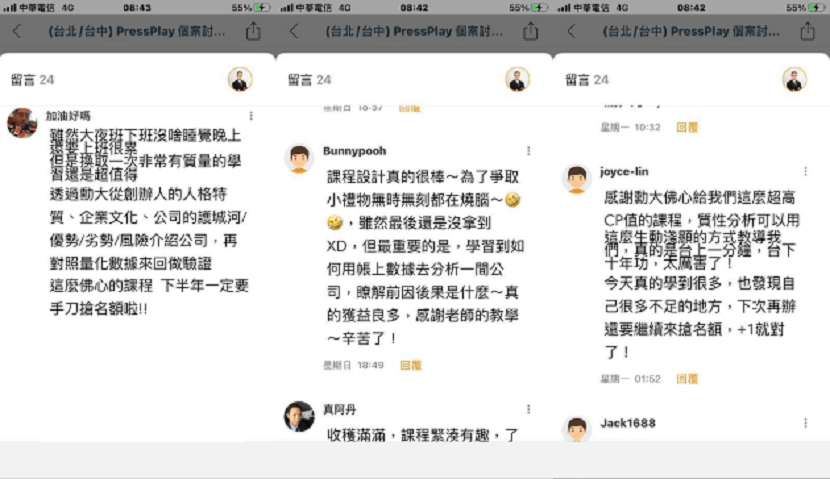 中華電信 4G 08:43 55%
(台北/台中) PressPlay 個案討...
留言 24
加油好嗎
雖然大夜班下班沒啥睡覺晚上
還要上班很累
但是換取一次非常有質量的學
習還是超值得
透過動大從創辦人的人格特
質、企業文化、公司的護城河/
優勢/劣勢/風險介紹公司，再
對照量化數據來回做驗證
這麼佛心的課程 下半年一定要
手刀搶名額啦!!
中華電信 4G 08:42 55%
(台北/台中) PressPlay 個案討...
留言 24
回覆
Bunnypooh
課程設計真的很棒～為了爭取
小禮物無時無刻都在燒腦～🤣
🤣，雖然最後還是沒拿到
XD，但最重要的是，學習到如
何用帳上數據去分析一間公
司，瞭解前因後果是什麼～真
的獲益良多，感謝老師的教學
～辛苦了！
星期日 18:49 回覆
真阿丹
收穫滿滿，課程緊湊有趣，了
中華電信 4G 08:42 55%
(台北/台中) PressPlay 個案討...
留言 24
星期一 10:32 回覆
joyce-lin
感謝動大佛心給我們這麼超高
CP值的課程，質性分析可以用
這麼生動淺顯的方式教導我
們，真的是台上一分鐘，台下
十年功，太厲害了！
今天真的學到很多，也發現自
己很多不足的地方，下次再辦
還要繼續來搶名額，+1就對
了！
星期一 01:52 回覆
Jack1688